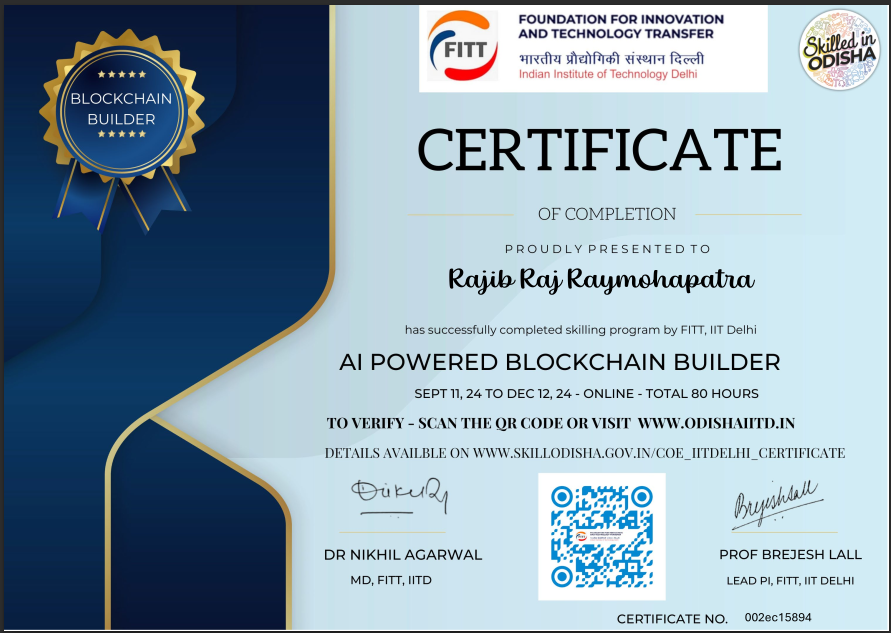 FITT
FOUNDATION FOR INNOVATION
AND TECHNOLOGY TRANSFER
भारतीय प्रौद्योगिकी संस्थान दिल्ली
Indian Institute of Technology Delhi
Skilled in
ODISHA
BLOCKCHAIN
BUILDER
CERTIFICATE
OF COMPLETION
PROUDLY PRESENTED TO
Rajib Raj Raymohapatra
has successfully completed skilling program by FITT, IIT Delhi
AI POWERED BLOCKCHAIN BUILDER
SEPT 11, 24 TO DEC 12, 24 - ONLINE - TOTAL 80 HOURS
TO VERIFY - SCAN THE QR CODE OR VISIT WWW.ODISHAIITD.IN
DETAILS AVAILBLE ON WWW.SKILLODISHA.GOV.IN/COE_IITDELHI_CERTIFICATE
Brejeshlall
DR NIKHIL AGARWAL
MD, FITT, IITD
PROF BREJESH LALL
LEAD PI, FITT, IIT DELHI
CERTIFICATE NO. 002ec15894